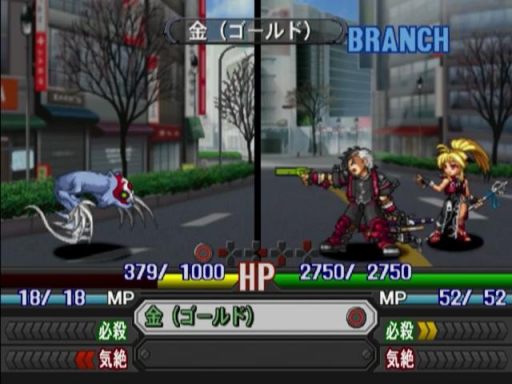 金（ゴールド）
BRANCH
379/ 1000
HP
2750/ 2750
18/ 18
MP
MP
52/ 52
金（ゴールド）
必殺
必殺
気絶
気絶